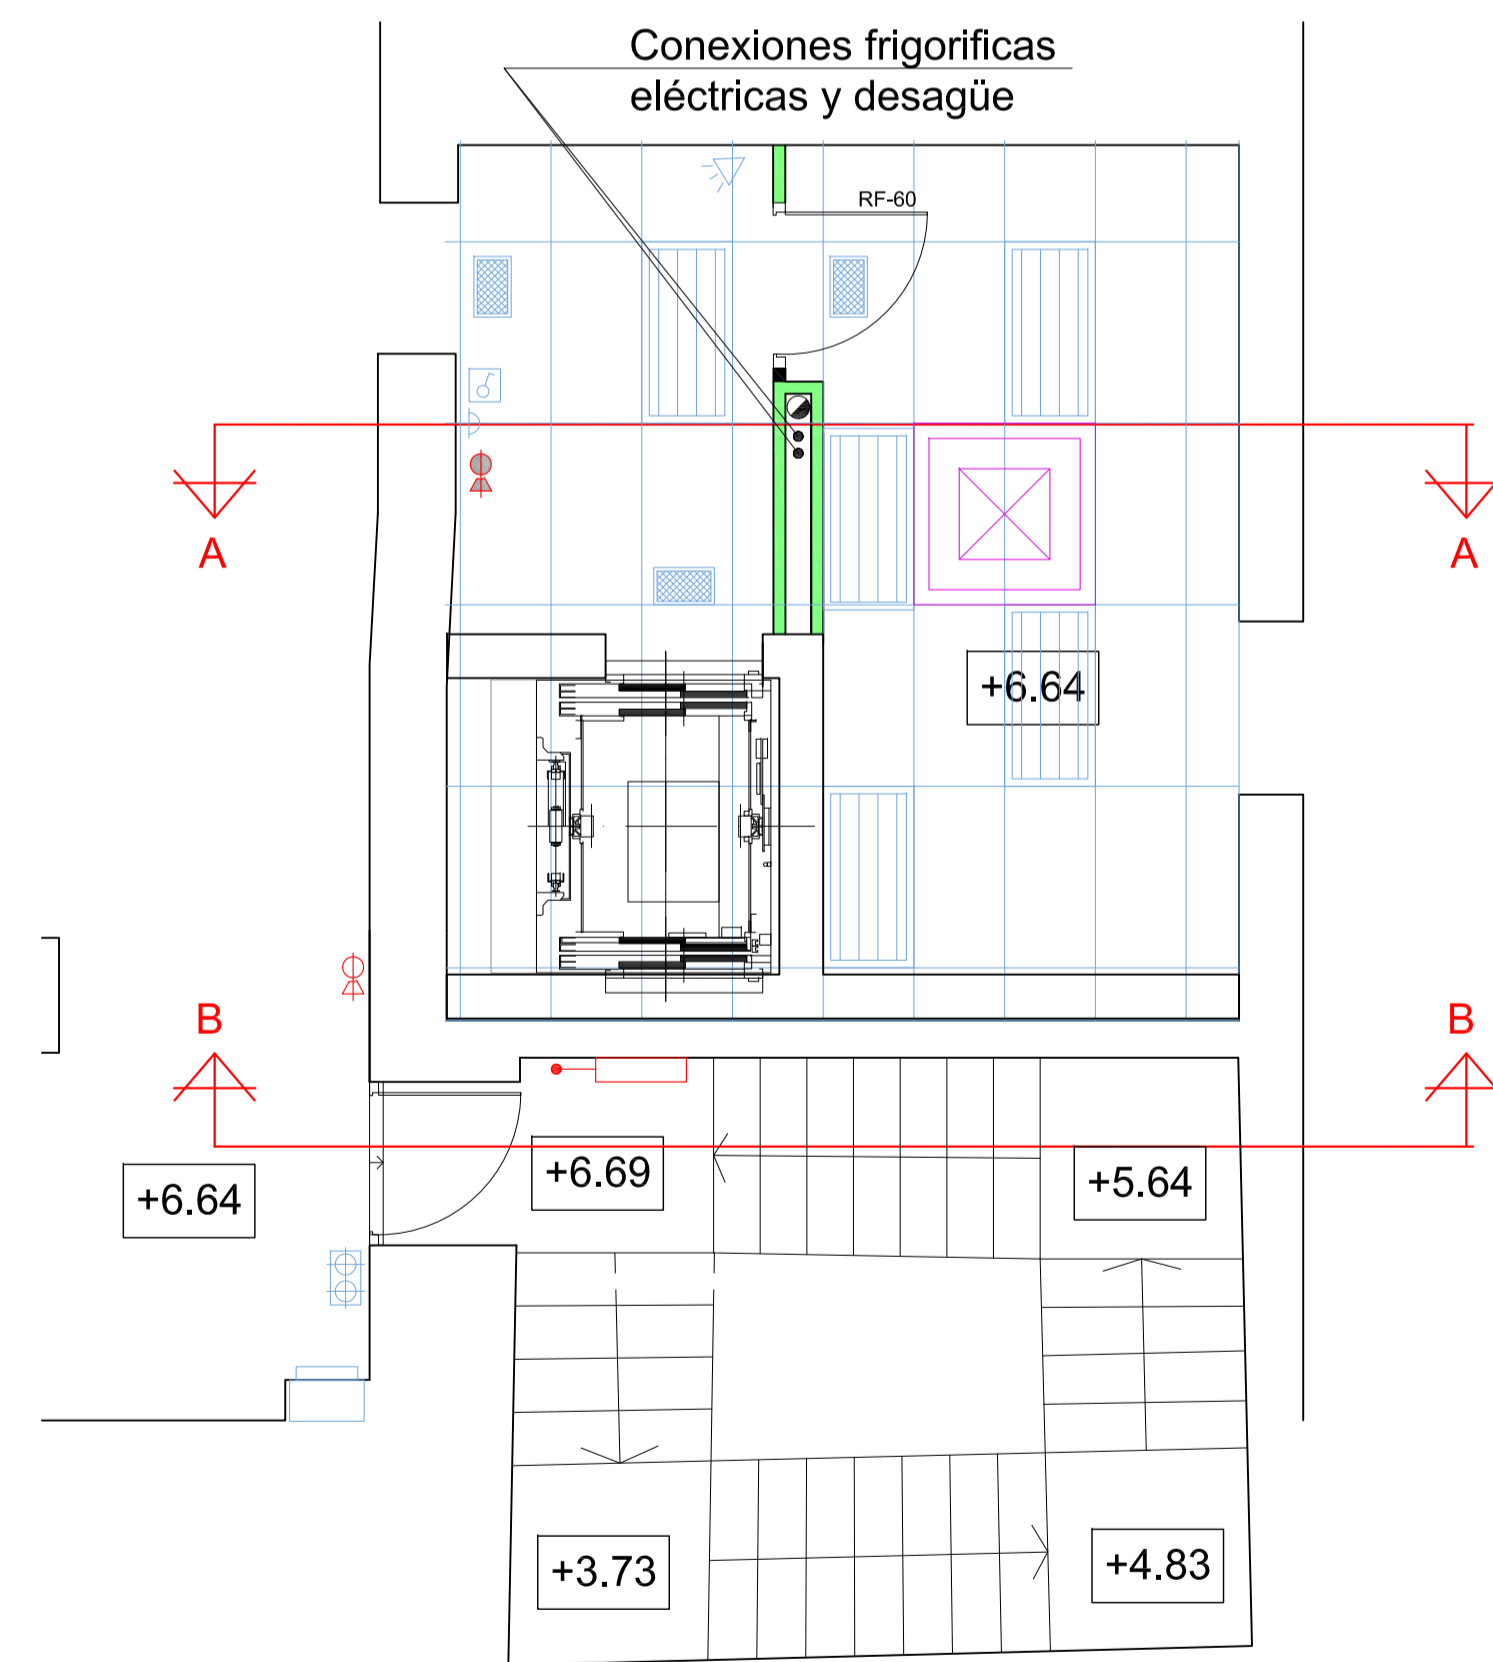 Conexiones frigorificas
eléctricas y desagüe
RF-60
A
A
+6.64
B
B
+6.69
+5.64
+6.64
+3.73
+4.83